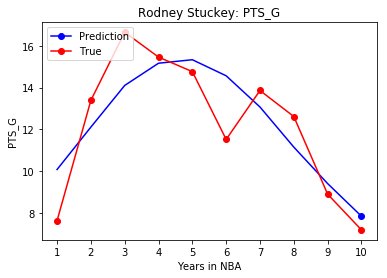 Rodney Stuckey: PTS_G
Prediction
True
16
14
12
10
8
PTS_G
1 2 3 4 5 6 7 8 9 10
Years in NBA